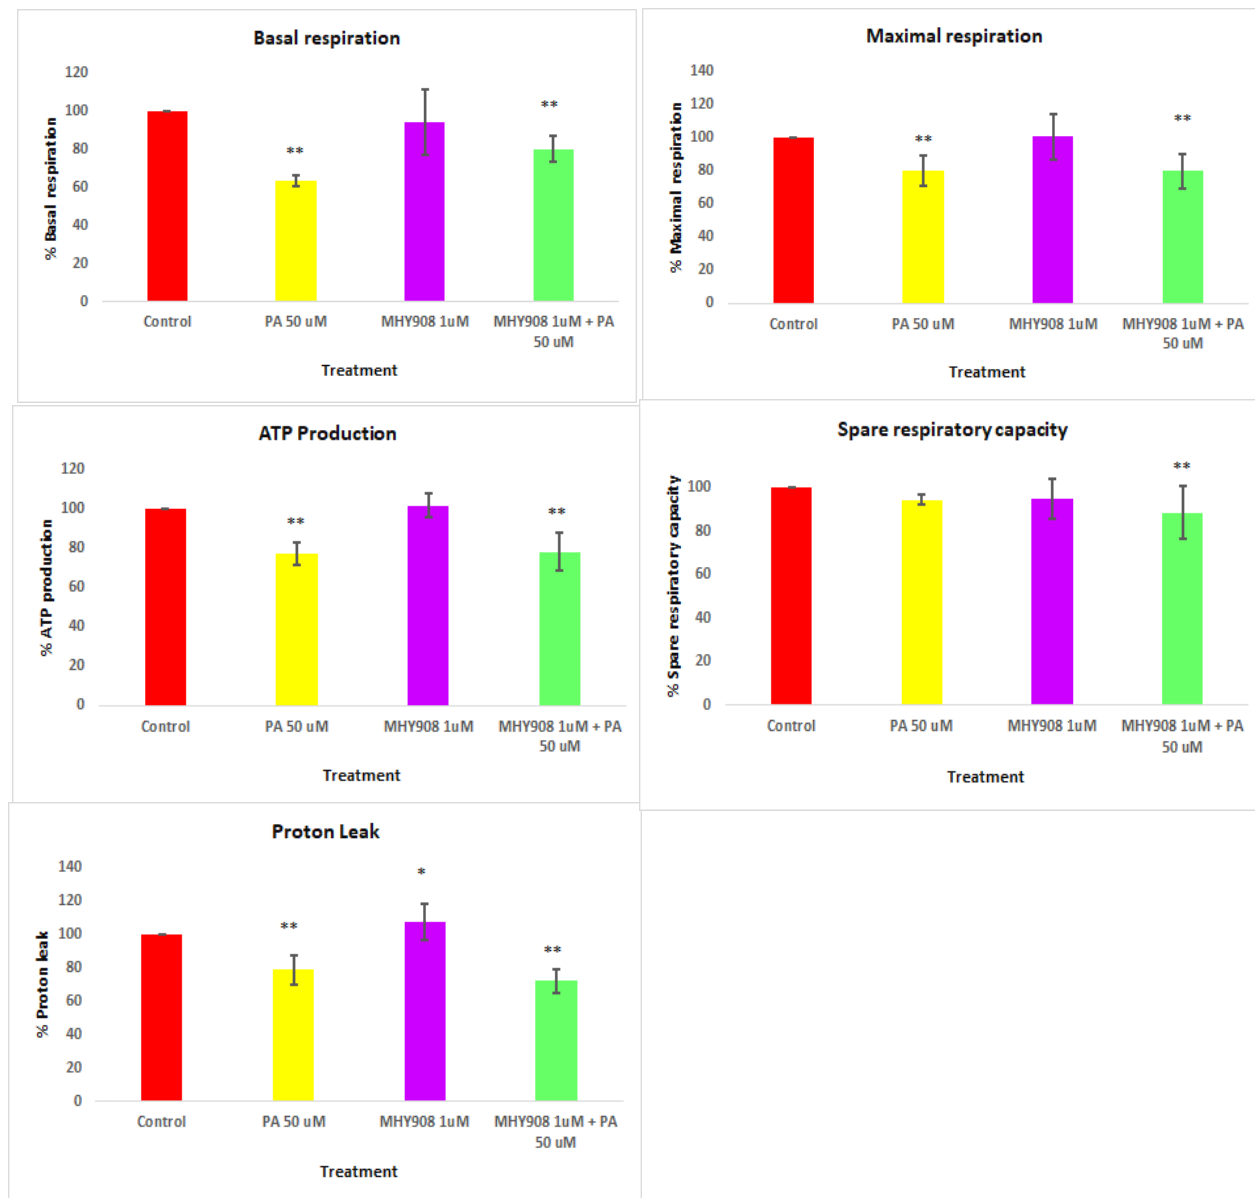 Basal respiration
% Basal respiration
120
100
80
60
40
20
0
**
**
Control
PA 50 uM
MHY908 1uM
MHY908 1uM + PA
50 uM
Treatment
Maximal respiration
% Maximal respiration
140
120
100
80
60
40
20
0
**
**
Control
PA 50 uM
MHY908 1uM
MHY908 1uM + PA
50 uM
Treatment
ATP Production
% ATP production
120
100
80
60
40
20
0
**
**
Control
PA 50 uM
MHY908 1uM
MHY908 1uM + PA
50 uM
Treatment
Spare respiratory capacity
% Spare respiratory capacity
100
80
60
40
20
0
**
Control
PA 50 uM
MHY908 1uM
MHY908 1uM + PA
50 uM
Treatment
Proton Leak
% Proton leak
140
120
100
80
60
40
20
0
**
*
**
Control
PA 50 uM
MHY908 1uM
MHY908 1uM + PA
50 uM
Treatment